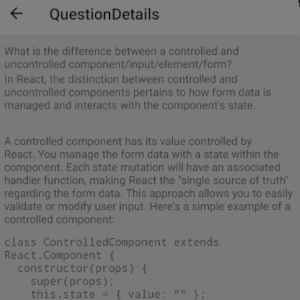 QuestionDetails
What is the difference between a controlled and
uncontrolled component/input/element/form?
In React, the distinction between controlled and
uncontrolled components pertains to how form data is
managed and interacts with the component's state.
A controlled component has its value controlled by
React. You manage the form data with a state within the
component. Each state mutation will have an associated
handler function, making React the "single source of truth"
regarding the form data. This approach allows you to easily
validate or modify user input. Here's a simple example of a
controlled component:
class ControlledComponent extends
React.Component {
constructor(props) {
super(props);
this.state = { value: "" };